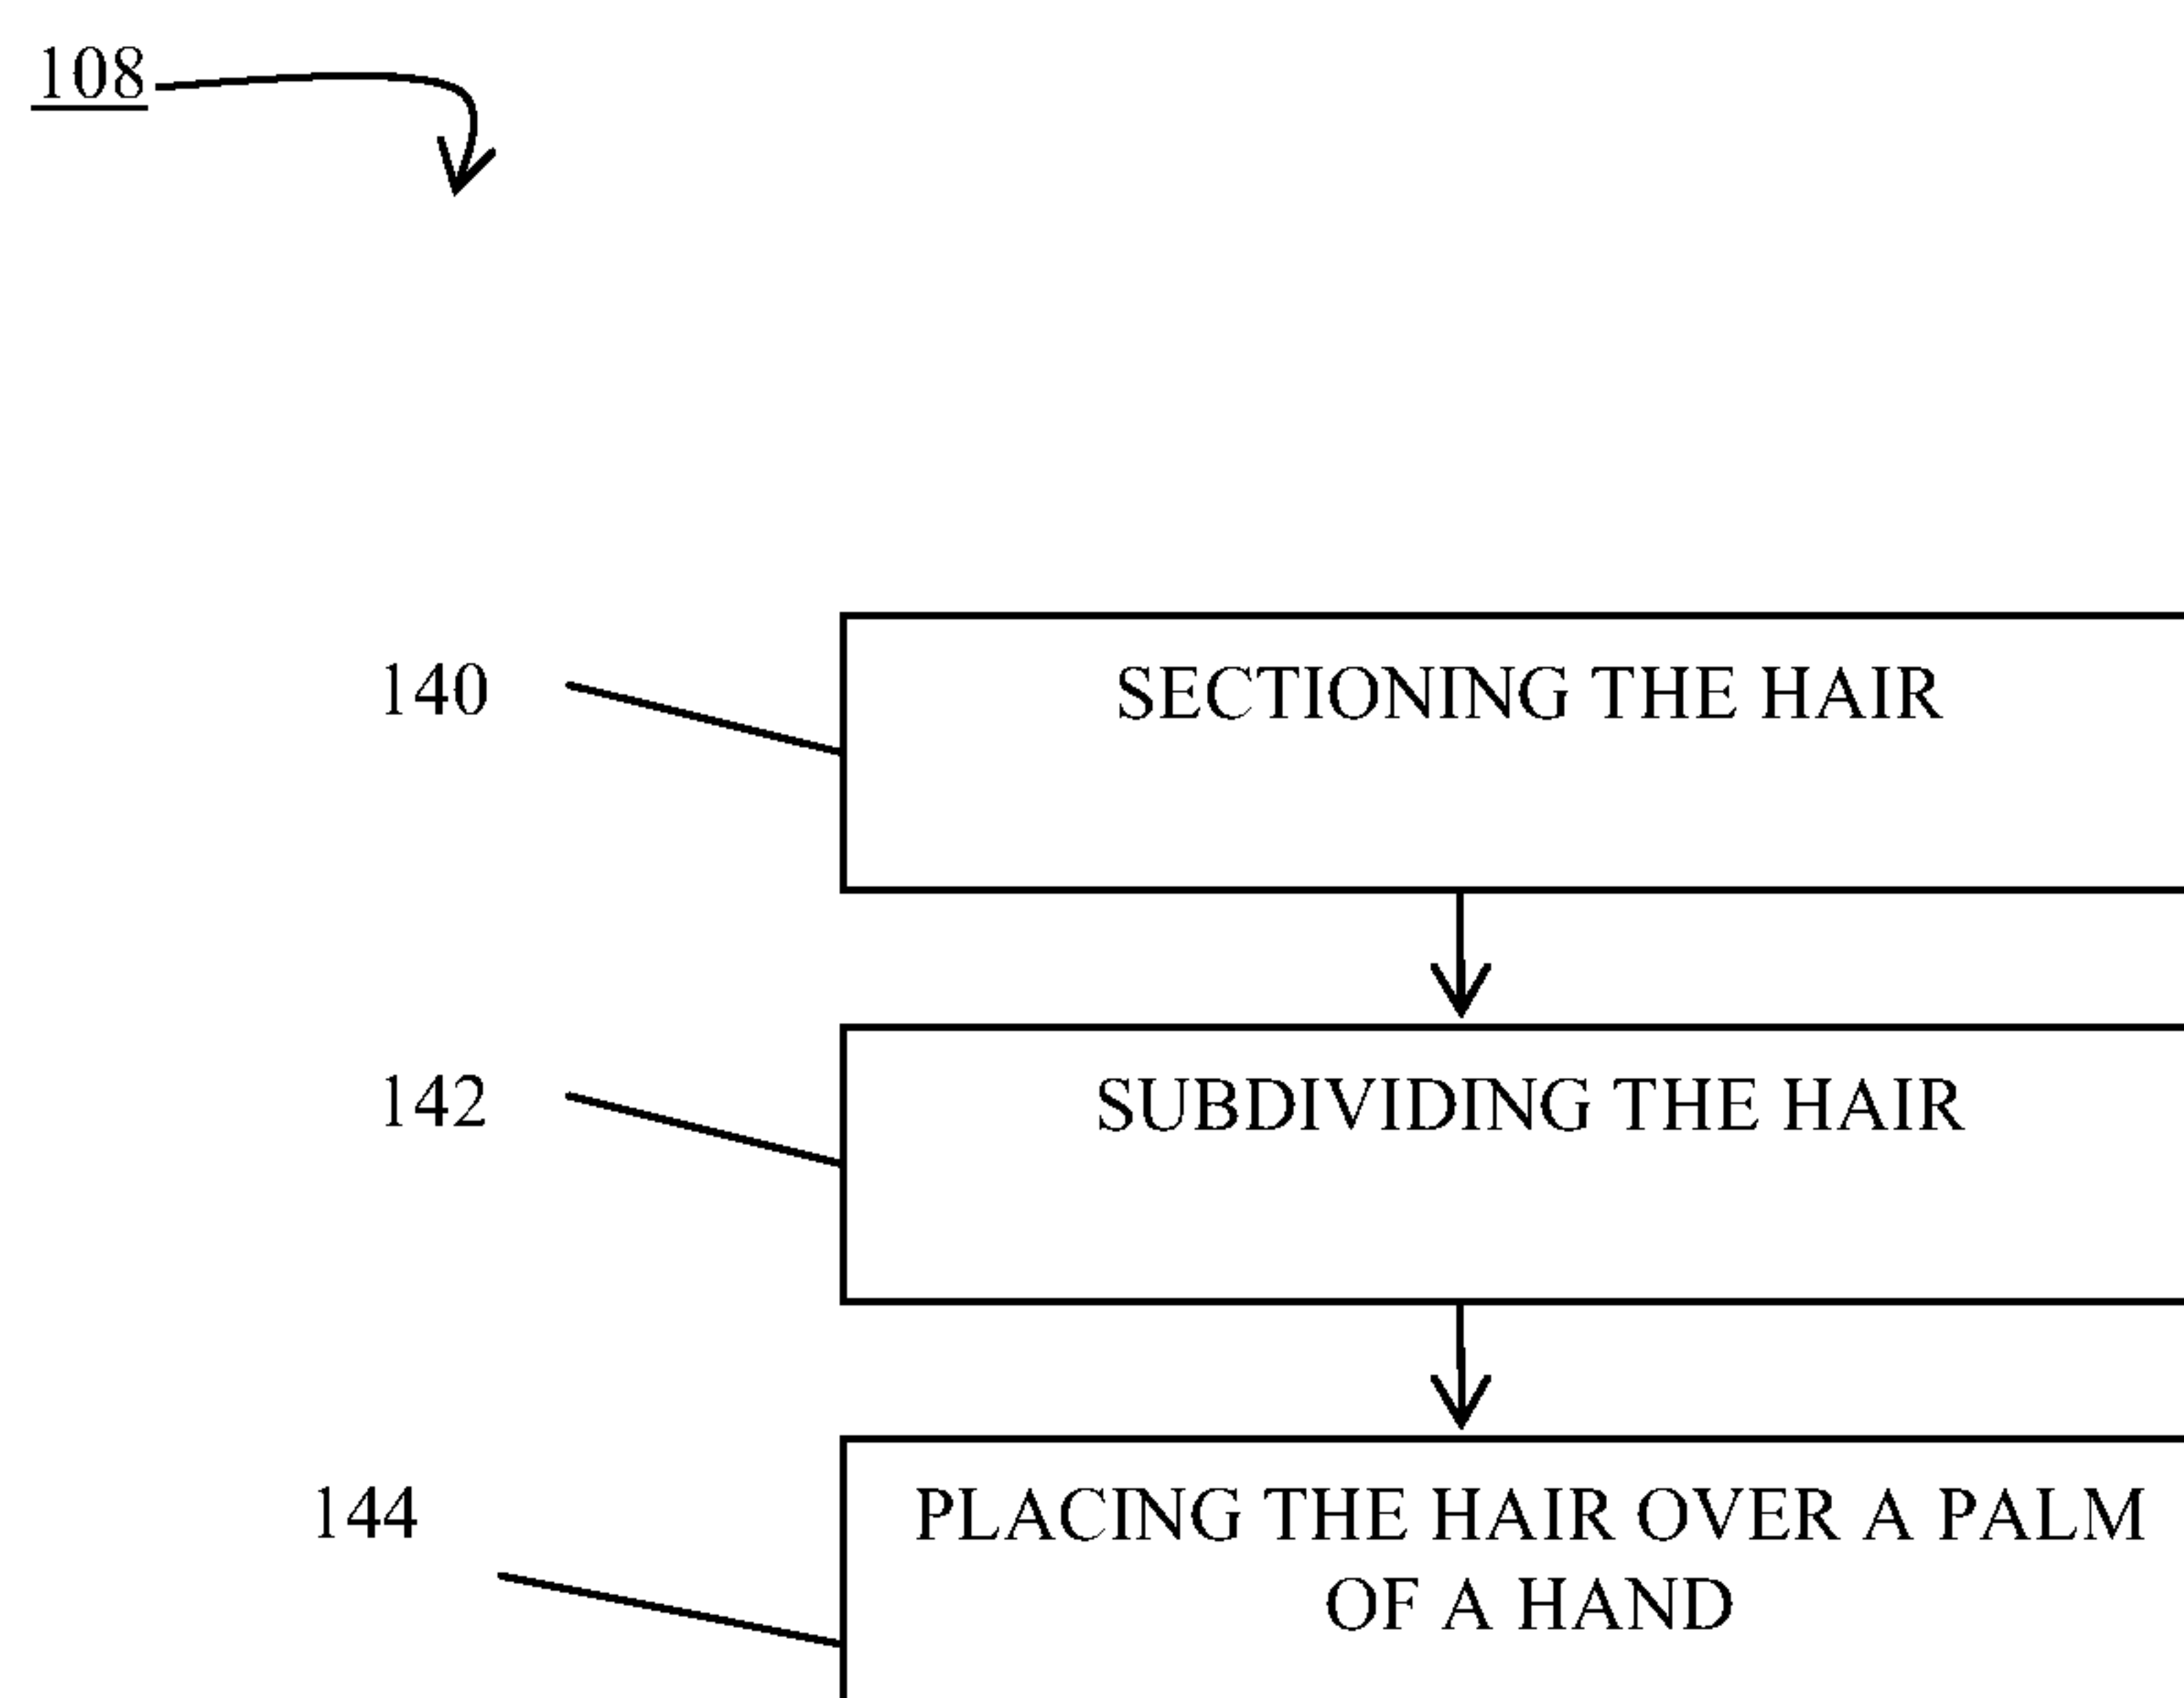 108
140
SECTIONING THE HAIR
142
SUBDIVIDING THE HAIR
144
PLACING THE HAIR OVER A PALM
OF A HAND